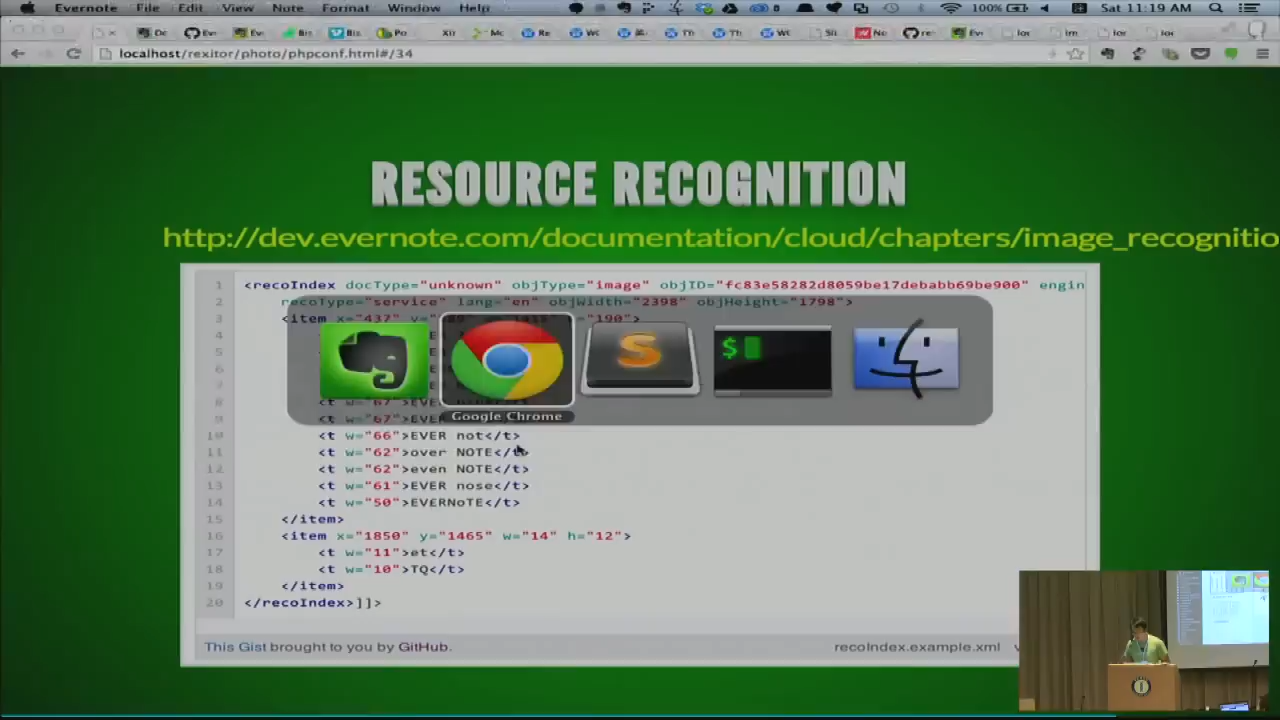 Evernote File Edit View Note Format Window Help 100% Sat 11:19 AM
localhost/rexitor/photo/phpconf.html#/34
RESOURCE RECOGNITION
http://dev.evernote.com/documentation/cloud/chapters/image_recognitio
1 <recoIndex docType="unknown" objType="image" objID="fc83e58282d8059be17debabb69be900" engin
2 recoType="service" lang="en" objWidth="2398" objHeight="1798">
3
4
5
6
Google Chrome
10 <t w="66">EVER not</t>
11 <t w="62">over NOTE</t>
12 <t w="62">even NOTE</t>
13 <t w="61">EVER nose</t>
14 <t w="50">EVERNoTE</t>
15 </item>
16 <item x="1850" y="1465" w="14" h="12">
17 <t w="11">et</t>
18 <t w="10">TQ</t>
19 </item>
20 </recoIndex>]]>
This Gist brought to you by GitHub. recoIndex.example.xml